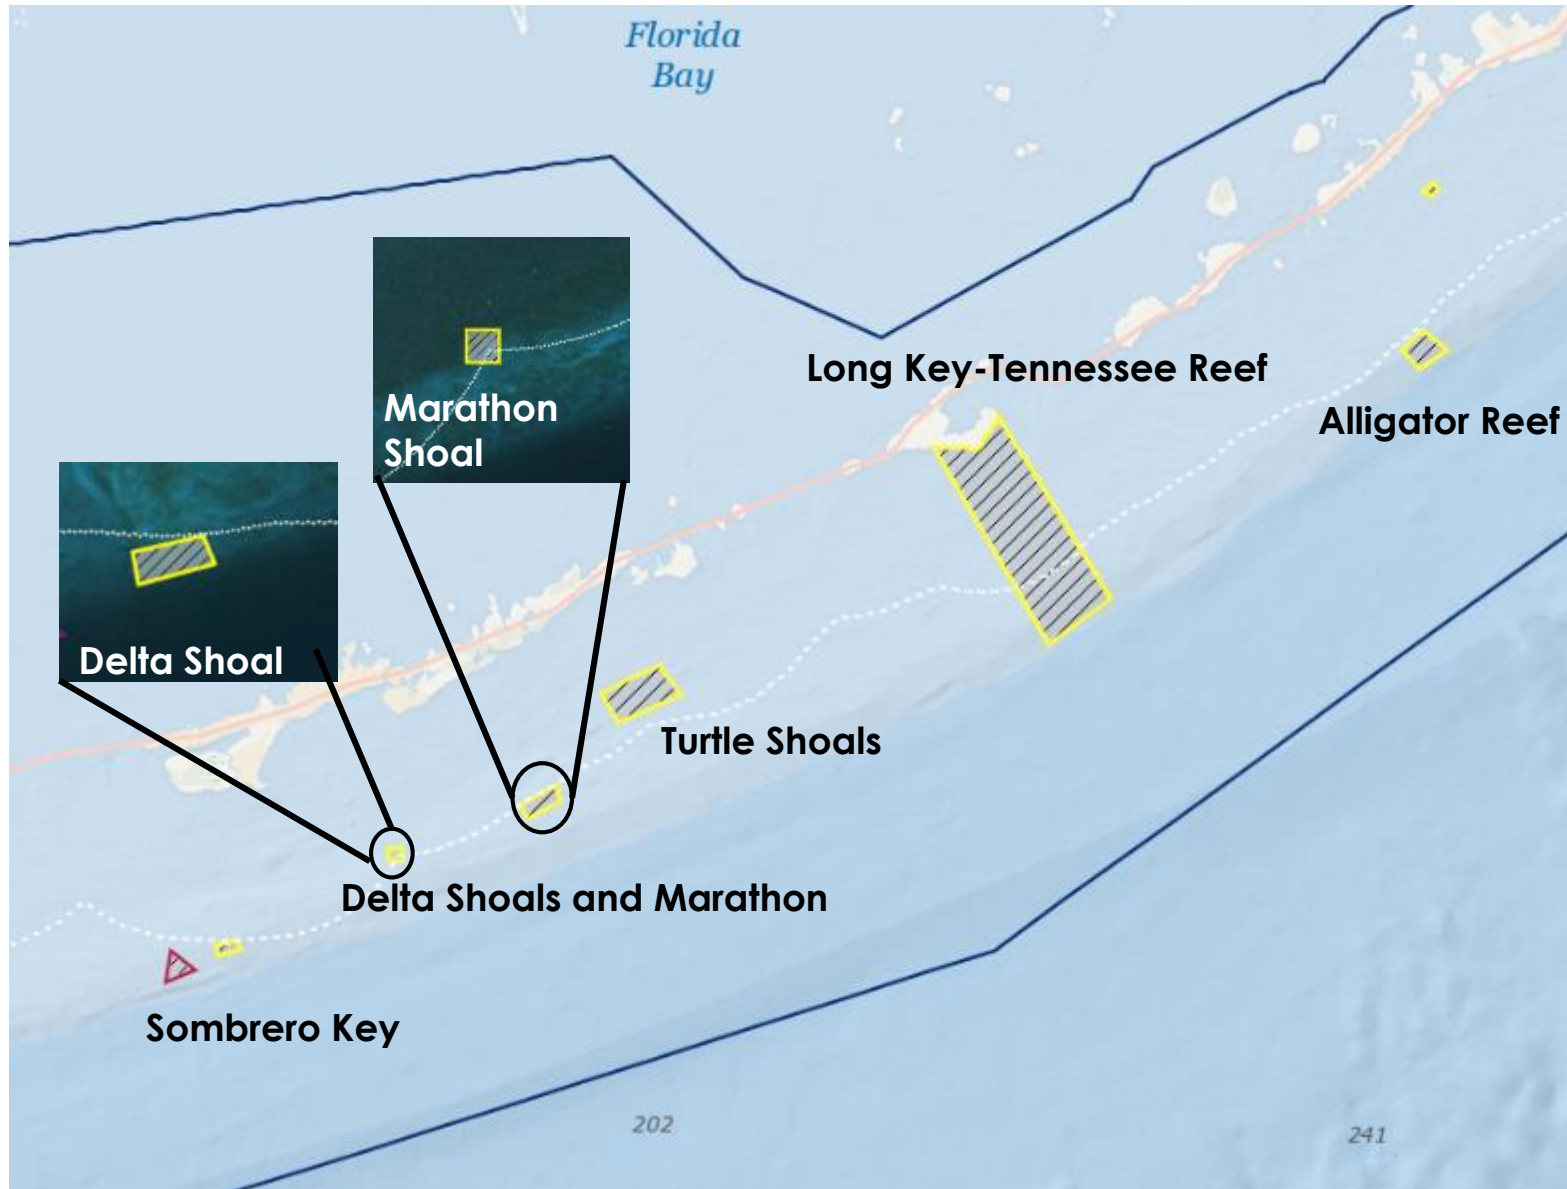 Florida
Bay
Long Key-Tennessee Reef
Alligator Reef
Marathon
Shoal
Delta Shoal
Turtle Shoals
Delta Shoals and Marathon
Sombrero Key
202
241